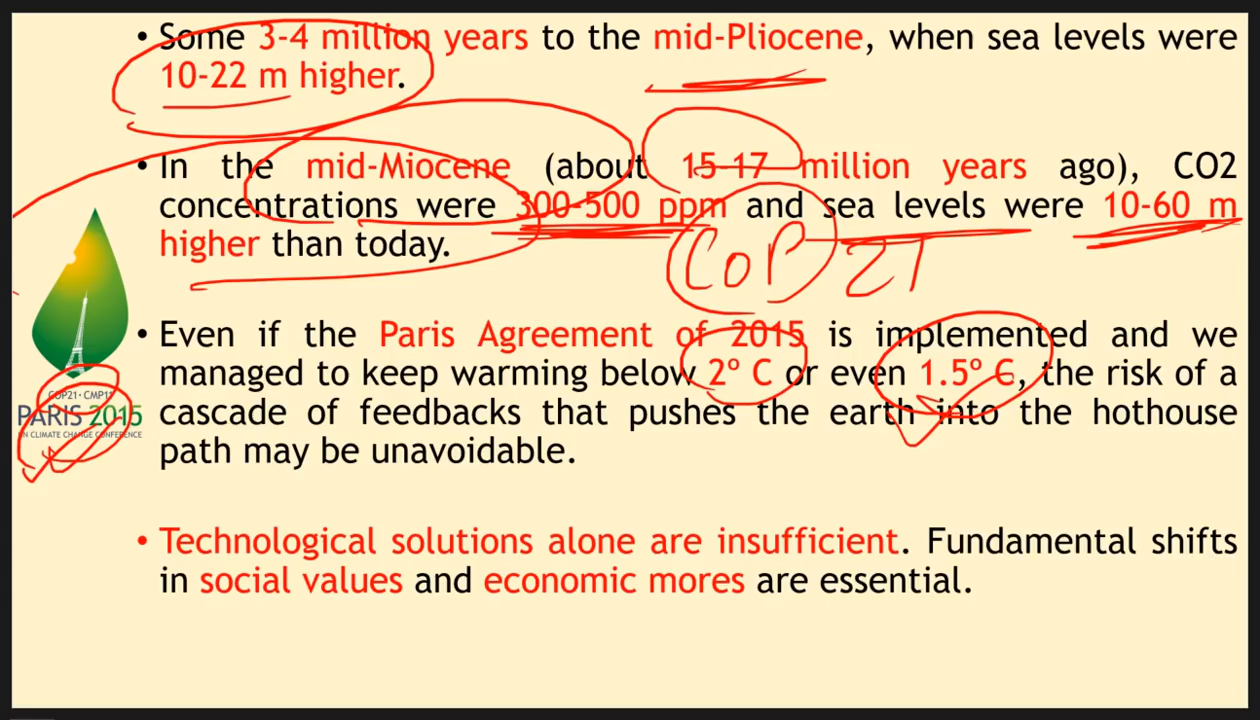 • Some 3-4 million years to the mid-Pliocene, when sea levels were
10-22 m higher.
• In the mid-Miocene (about 15-17 million years ago), CO2
concentrations were 300-500 ppm and sea levels were 10-60 m
higher than today.
CoP 21
• Even if the Paris Agreement of 2015 is implemented and we
managed to keep warming below 2° C or even 1.5° C, the risk of a
cascade of feedbacks that pushes the earth into the hothouse
path may be unavoidable.
COP21·CMP11
PARIS 2015
UN CLIMATE CHANGE CONFERENCE
• Technological solutions alone are insufficient. Fundamental shifts
in social values and economic mores are essential.